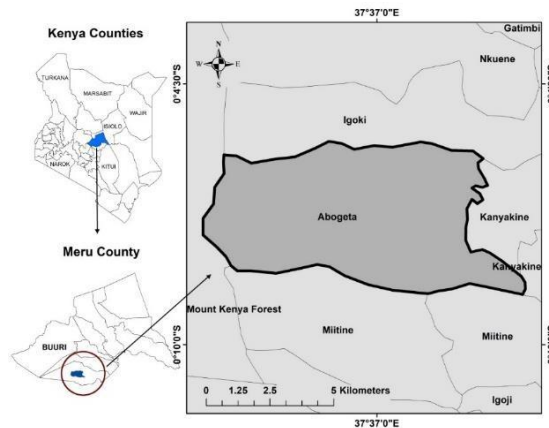 Kenya Counties
TURKANA
MARSABIT
WAJIR
ISIOLO
NAROK
KITUI
Meru County
BUURI
37°37'0"E
Gatimbi
Nkuene
N
W E
S
0°4'30"S
Igoki
Abogeta
Kanyakine
Kanyakine
Mount Kenya Forest
Miitine
Miitine
0°10'0"S
0 1.25 2.5 5 Kilometers
Igoji
37°37'0"E